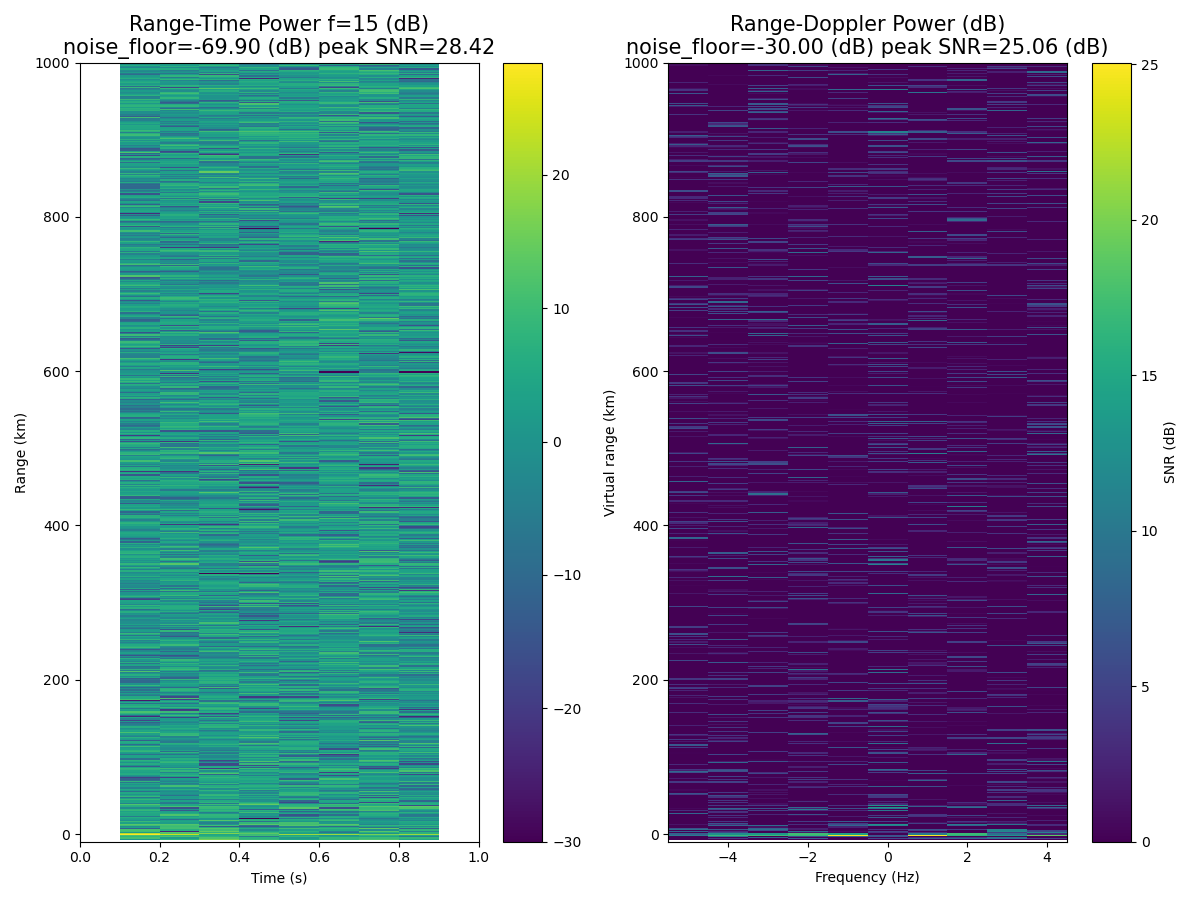 Range-Time Power f=15 (dB)
noise_floor=-69.90 (dB) peak SNR=28.42
Range-Doppler Power (dB)
noise_floor=-30.00 (dB) peak SNR=25.06 (dB)
1000
800
600
400
200
0
Range (km)
0.0 0.2 0.4 0.6 0.8 1.0
Time (s)
20
10
0
−10
−20
−30
1000
800
600
400
200
0
Virtual range (km)
−4 −2 0 2 4
Frequency (Hz)
25
20
15
10
5
0
SNR (dB)